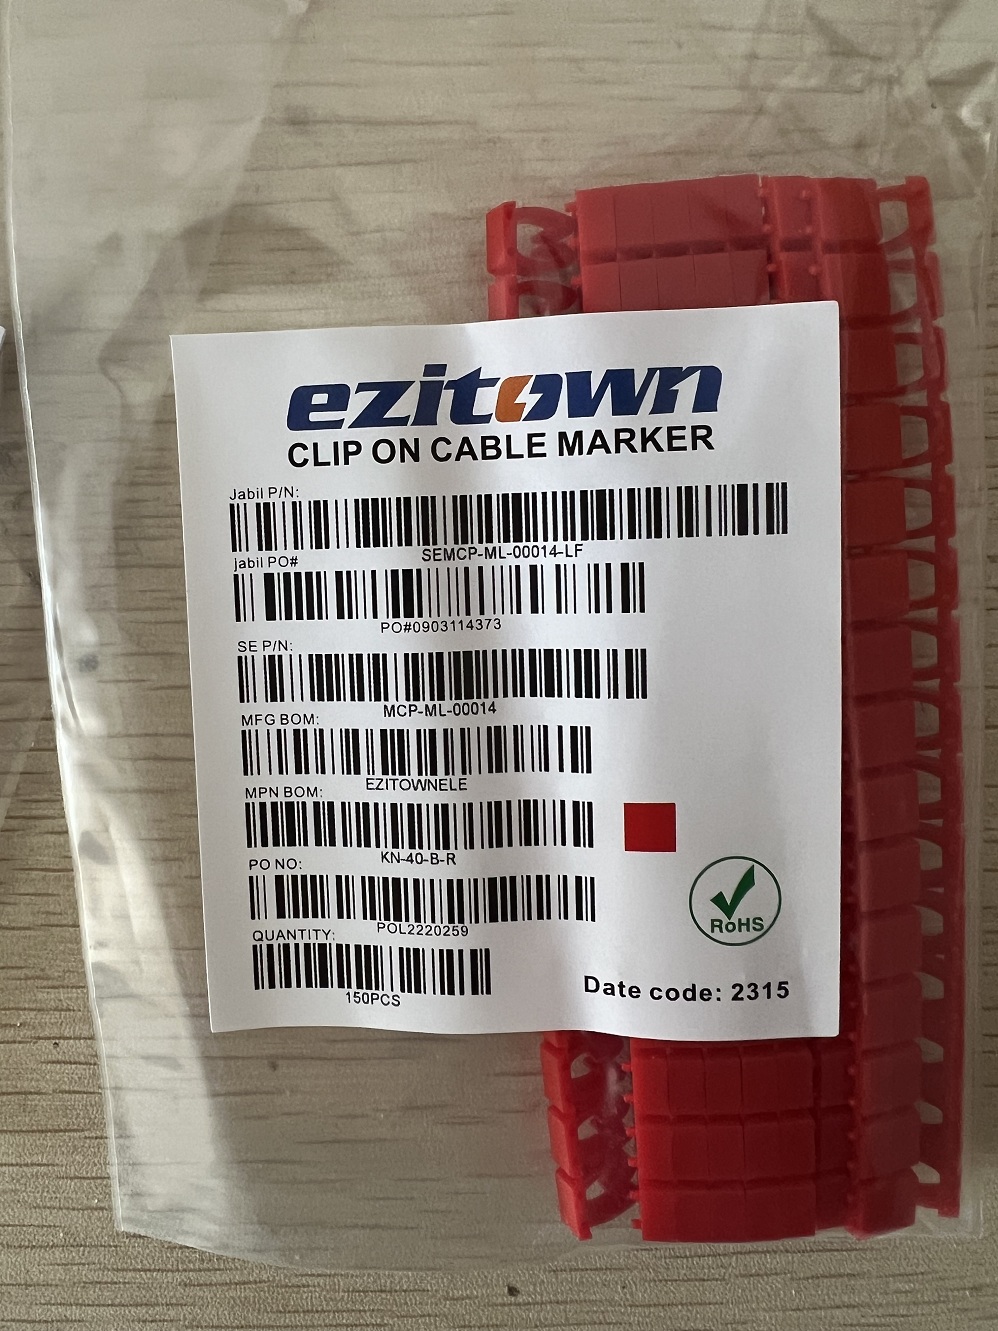 ezitown
CLIP ON CABLE MARKER
Jabil P/N:
SEMCP-ML-00014-LF
jabil PO#
PO#0903114373
SE P/N:
MCP-ML-00014
MFG BOM:
EZITOWNELE
MPN BOM:
KN-40-B-R
PO NO:
POL2220259
RoHS
QUANTITY:
150PCS
Date code: 2315